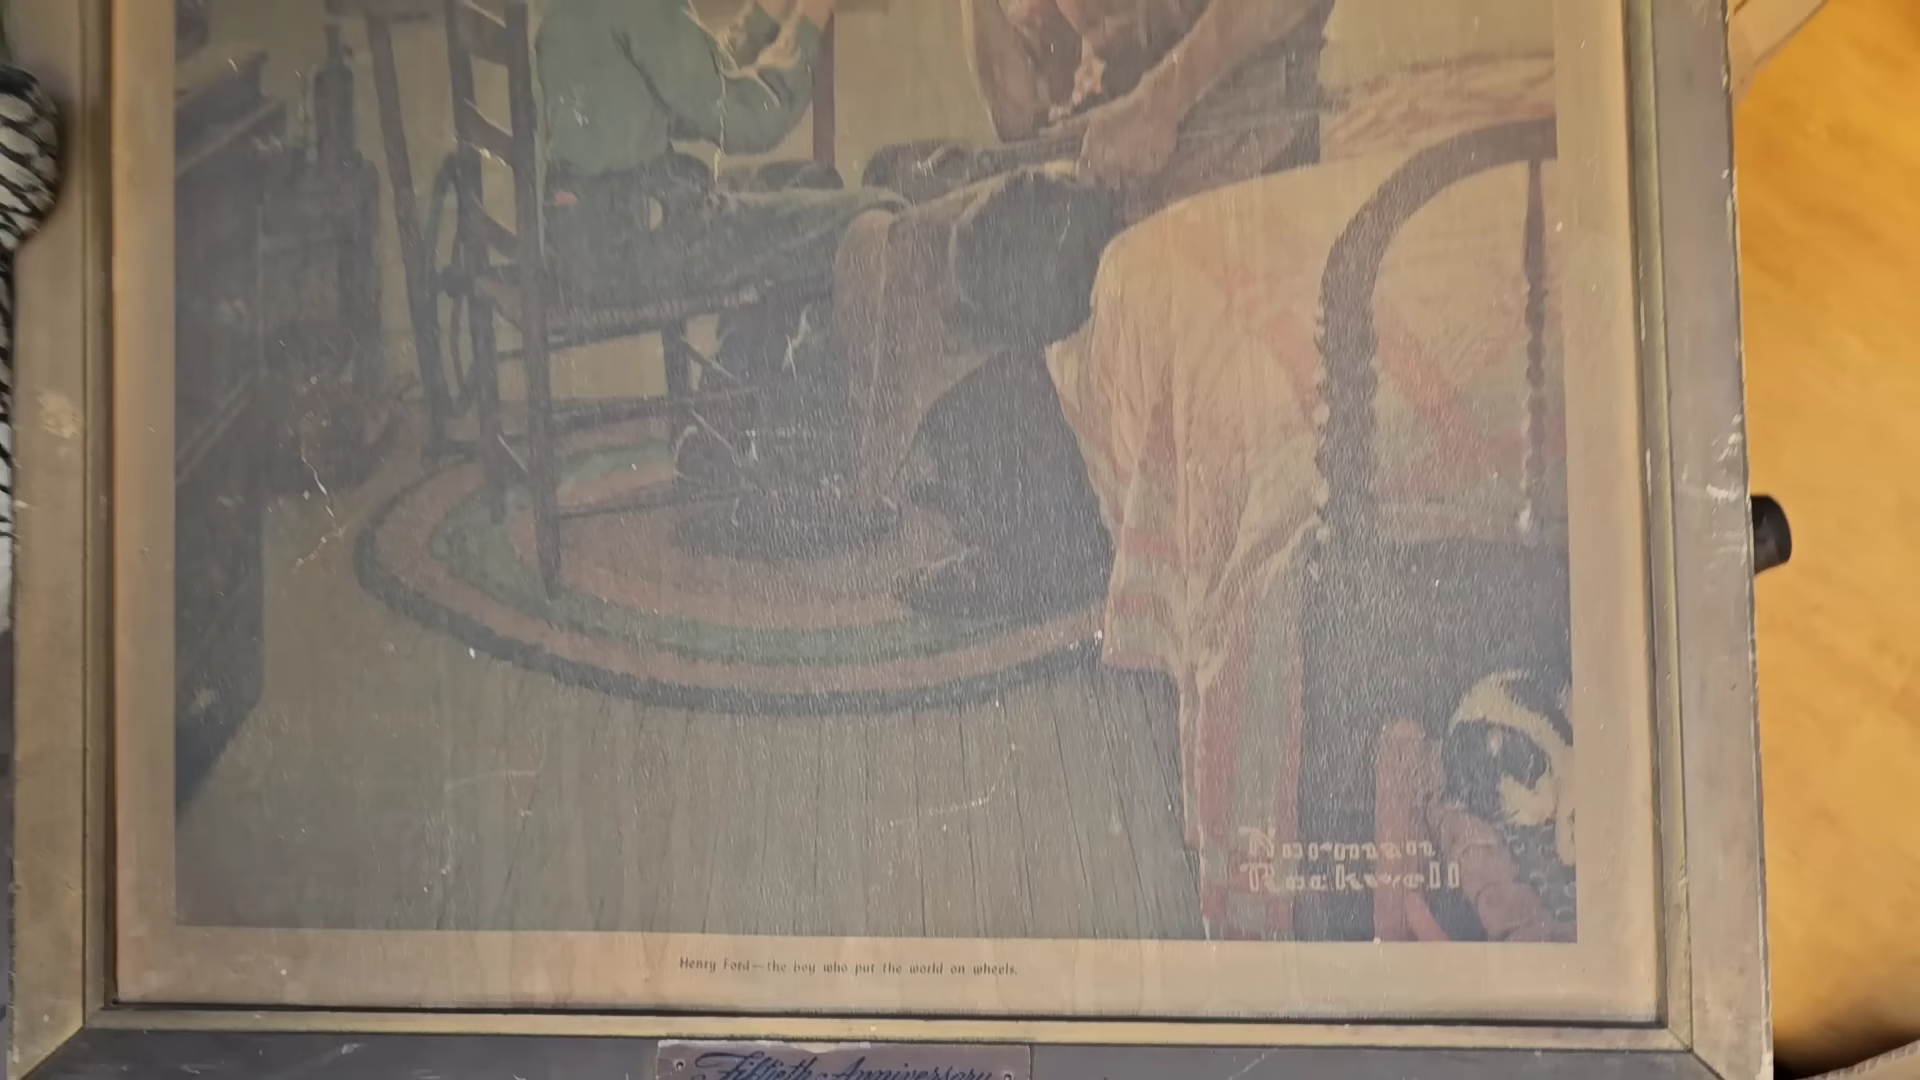 Norman
Rockwell
Henry Ford—the boy who put the world on wheels.
Fiftieth Anniversary